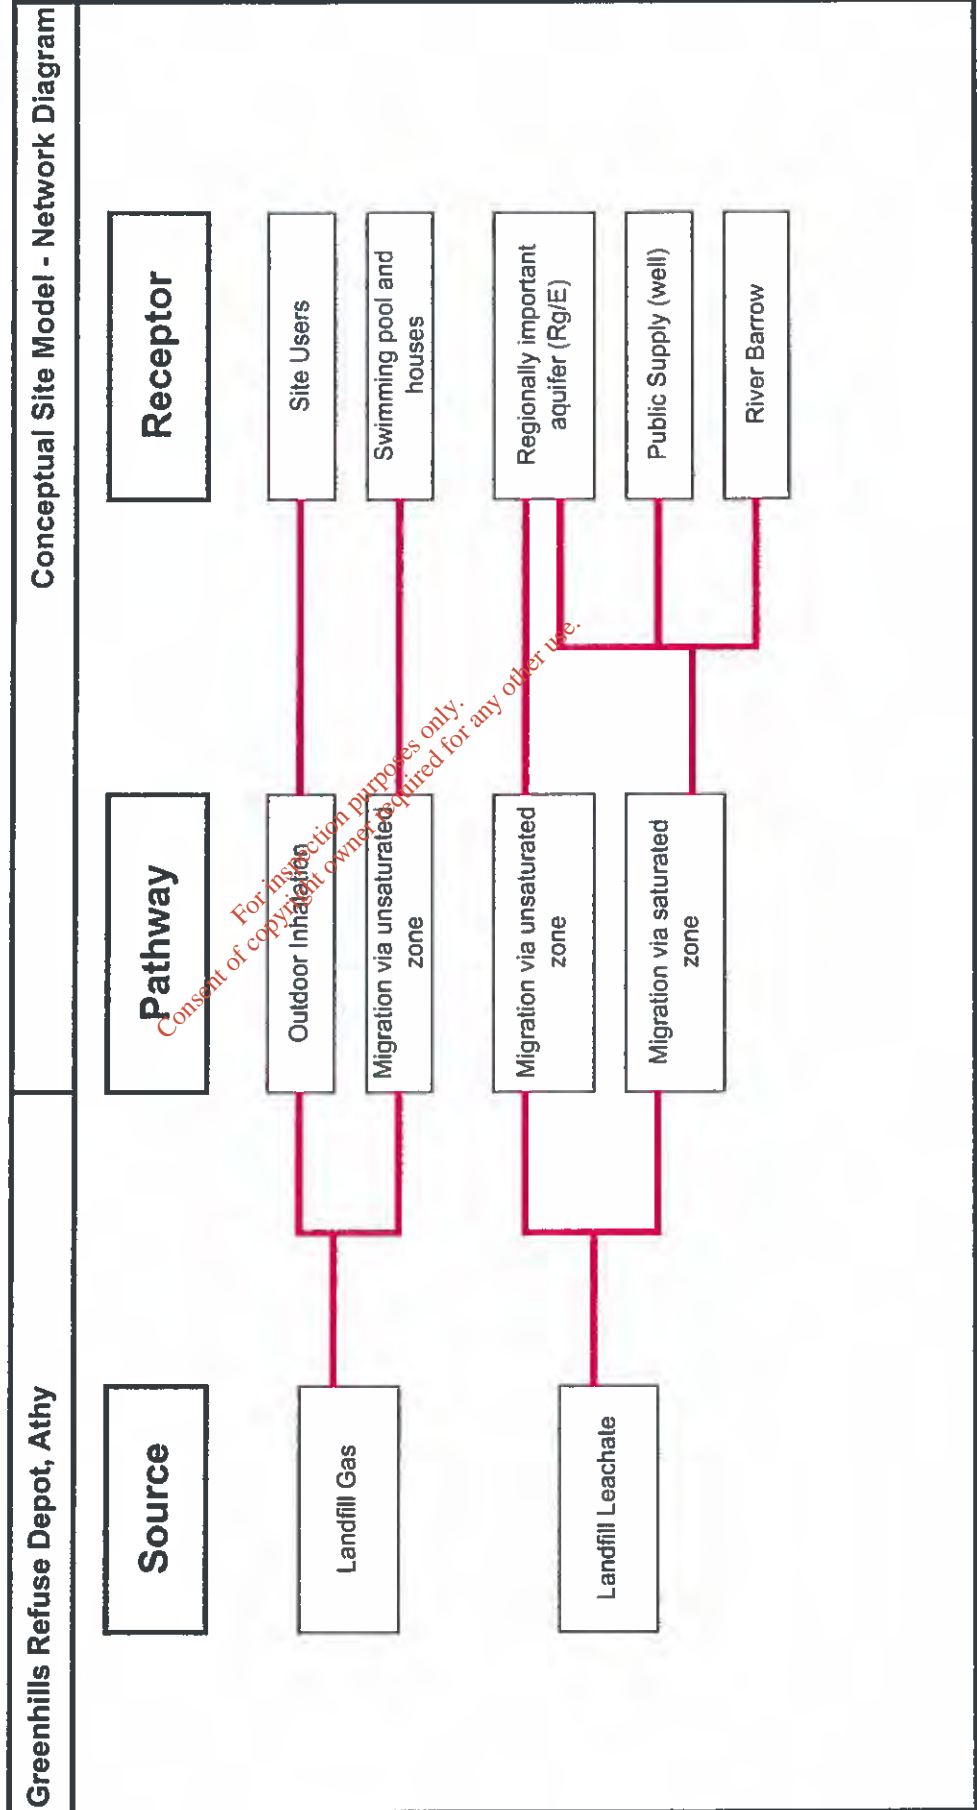 Greenhills Refuse Depot, Athy
Conceptual Site Model - Network Diagram
Source
Pathway
Receptor
Landfill Gas
Outdoor Inhalation
Site Users
Migration via unsaturated
zone
Swimming pool and
houses
Landfill Leachate
Migration via unsaturated
zone
Regionally important
aquifer (Rg/E)
Migration via saturated
zone
Public Supply (well)
River Barrow
For inspection purposes only.
Consent of copyright owner required for any other use.